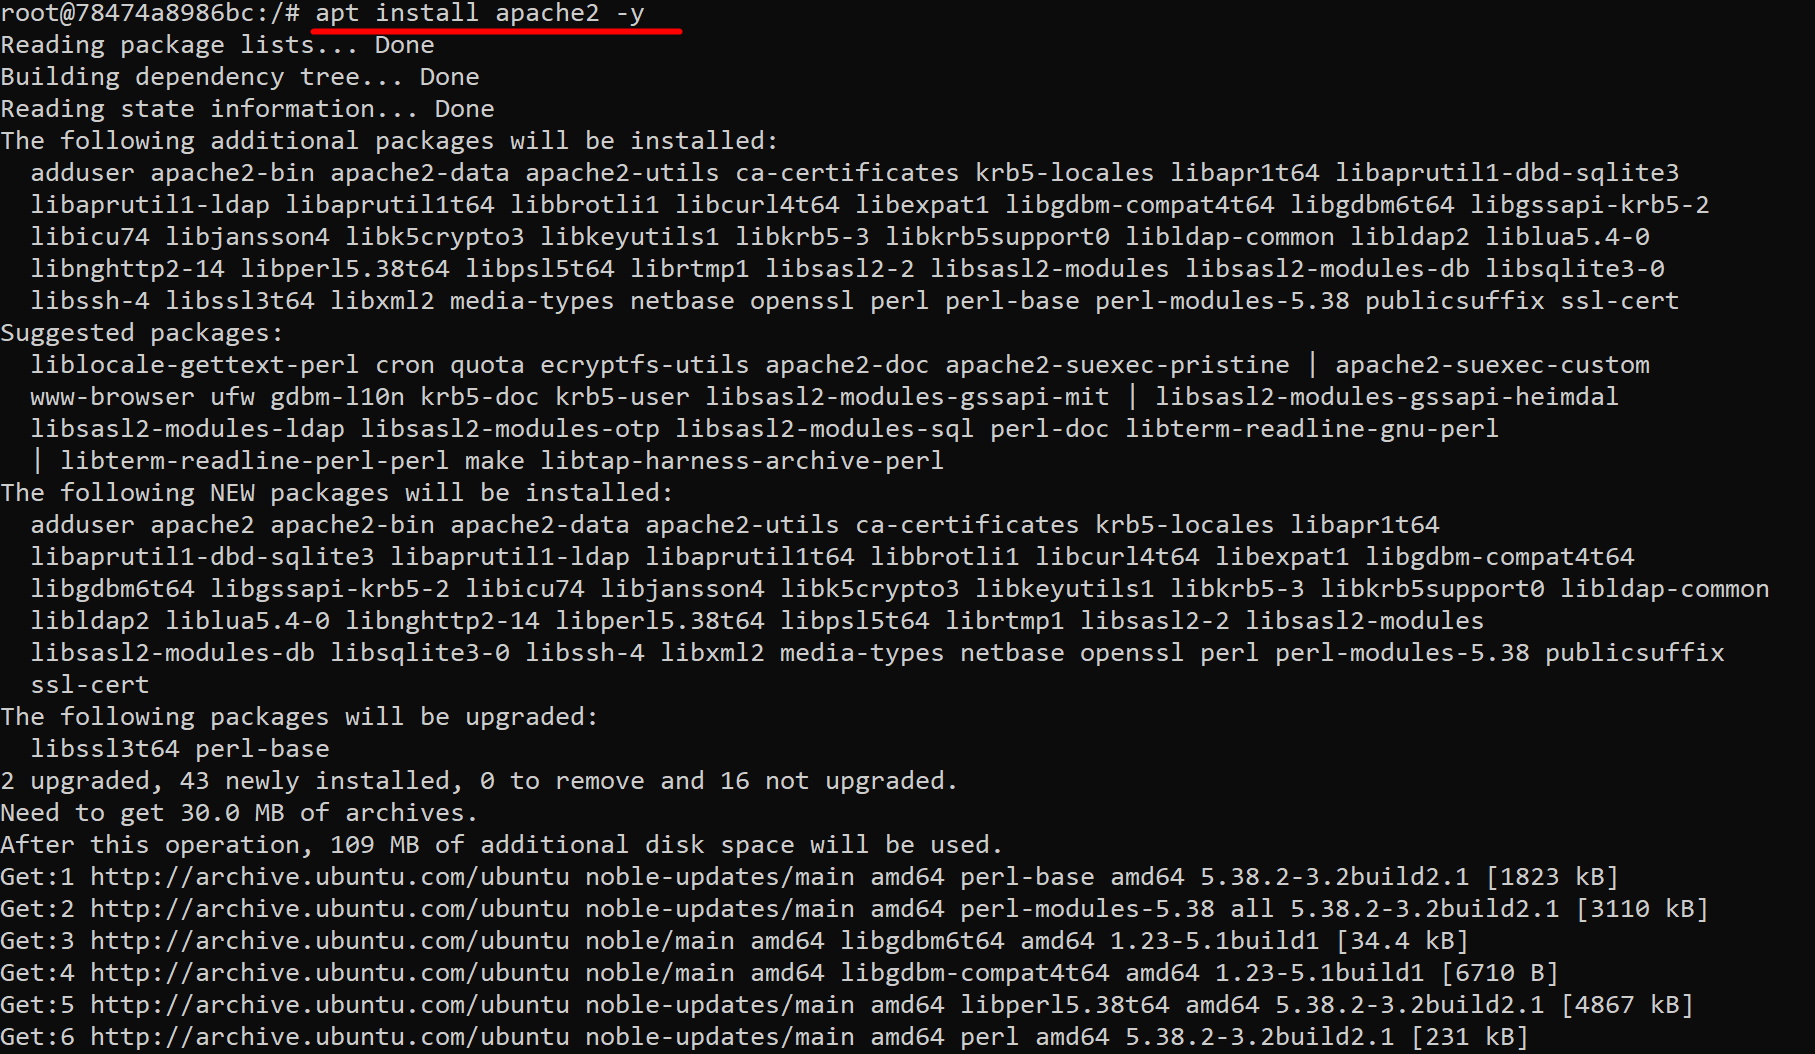 root@78474a8986bc:/# apt install apache2 -y
Reading package lists... Done
Building dependency tree... Done
Reading state information... Done
The following additional packages will be installed:
  adduser apache2-bin apache2-data apache2-utils ca-certificates krb5-locales libapr1t64 libaprutil1-dbd-sqlite3
  libaprutil1-ldap libaprutil1t64 libbrotli1 libcurl4t64 libexpat1 libgdbm-compat4t64 libgdbm6t64 libgssapi-krb5-2
  libicu74 libjansson4 libk5crypto3 libkeyutils1 libkrb5-3 libkrb5support0 libldap-common libldap2 liblua5.4-0
  libnghttp2-14 libperl5.38t64 libpsl5t64 librtmp1 libsasl2-2 libsasl2-modules libsasl2-modules-db libsqlite3-0
  libssh-4 libssl3t64 libxml2 media-types netbase openssl perl perl-base perl-modules-5.38 publicsuffix ssl-cert
Suggested packages:
  liblocale-gettext-perl cron quota ecryptfs-utils apache2-doc apache2-suexec-pristine | apache2-suexec-custom
  www-browser ufw gdbm-l10n krb5-doc krb5-user libsasl2-modules-gssapi-mit | libsasl2-modules-gssapi-heimdal
  libsasl2-modules-ldap libsasl2-modules-otp libsasl2-modules-sql perl-doc libterm-readline-gnu-perl
  | libterm-readline-perl-perl make libtap-harness-archive-perl
The following NEW packages will be installed:
  adduser apache2 apache2-bin apache2-data apache2-utils ca-certificates krb5-locales libapr1t64
  libaprutil1-dbd-sqlite3 libaprutil1-ldap libaprutil1t64 libbrotli1 libcurl4t64 libexpat1 libgdbm-compat4t64
  libgdbm6t64 libgssapi-krb5-2 libicu74 libjansson4 libk5crypto3 libkeyutils1 libkrb5-3 libkrb5support0 libldap-common
  libldap2 liblua5.4-0 libnghttp2-14 libperl5.38t64 libpsl5t64 librtmp1 libsasl2-2 libsasl2-modules
  libsasl2-modules-db libsqlite3-0 libssh-4 libxml2 media-types netbase openssl perl perl-modules-5.38 publicsuffix
  ssl-cert
The following packages will be upgraded:
  libssl3t64 perl-base
2 upgraded, 43 newly installed, 0 to remove and 16 not upgraded.
Need to get 30.0 MB of archives.
After this operation, 109 MB of additional disk space will be used.
Get:1 http://archive.ubuntu.com/ubuntu noble-updates/main amd64 perl-base amd64 5.38.2-3.2build2.1 [1823 kB]
Get:2 http://archive.ubuntu.com/ubuntu noble-updates/main amd64 perl-modules-5.38 all 5.38.2-3.2build2.1 [3110 kB]
Get:3 http://archive.ubuntu.com/ubuntu noble/main amd64 libgdbm6t64 amd64 1.23-5.1build1 [34.4 kB]
Get:4 http://archive.ubuntu.com/ubuntu noble/main amd64 libgdbm-compat4t64 amd64 1.23-5.1build1 [6710 B]
Get:5 http://archive.ubuntu.com/ubuntu noble-updates/main amd64 libperl5.38t64 amd64 5.38.2-3.2build2.1 [4867 kB]
Get:6 http://archive.ubuntu.com/ubuntu noble-updates/main amd64 perl amd64 5.38.2-3.2build2.1 [231 kB]